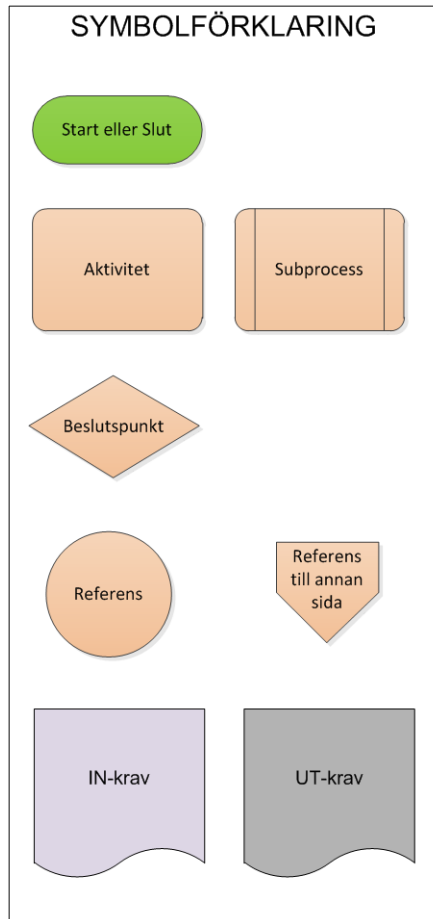 SYMBOLFÖRKLARING
Start eller Slut
Aktivitet
Subprocess
Beslutspunkt
Referens
Referens
till annan
sida
IN-krav
UT-krav